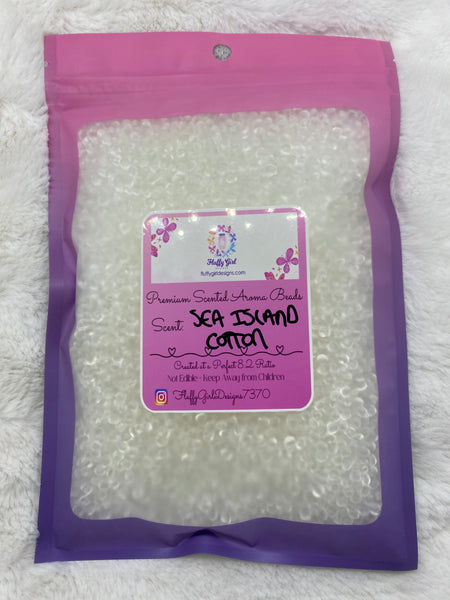 Fluffy Girl
fluffygirldesigns.com
Premium Scented Aroma Beads
Scent: SEA ISLAND
COTTON
Created at a Perfect 8:2 Ratio
Not Edible - Keep Away from Children
FluffyGirlsDesigns7370